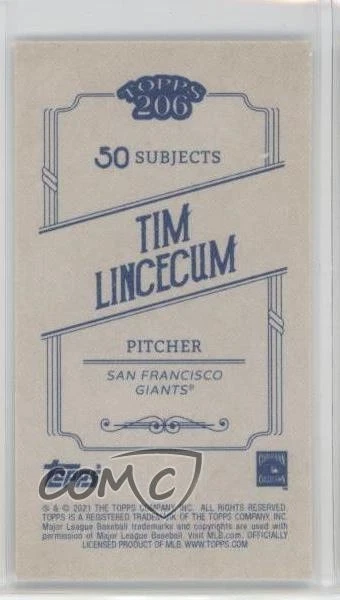 TOPPS
206
50 SUBJECTS
TIM
LINCECUM
PITCHER
SAN FRANCISCO
GIANTS®
Topps
COMC
® & © 2021 THE TOPPS COMPANY, INC. ALL RIGHTS RESERVED.
TOPPS IS A REGISTERED TRADEMARK OF THE TOPPS COMPANY, INC.
Major League Baseball trademarks and copyrights are used with
permission of Major League Baseball. Visit MLB.com. OFFICIALLY
LICENSED PRODUCT OF MLB. WWW.TOPPS.COM